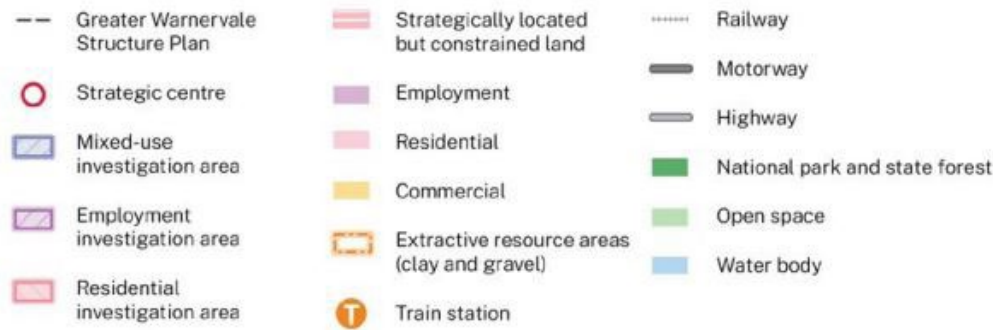 Greater Warnervale
Structure Plan
Strategic centre
Mixed-use
investigation area
Employment
investigation area
Residential
investigation area
Strategically located
but constrained land
Employment
Residential
Commercial
Extractive resource areas
(clay and gravel)
T
Train station
Railway
Motorway
Highway
National park and state forest
Open space
Water body